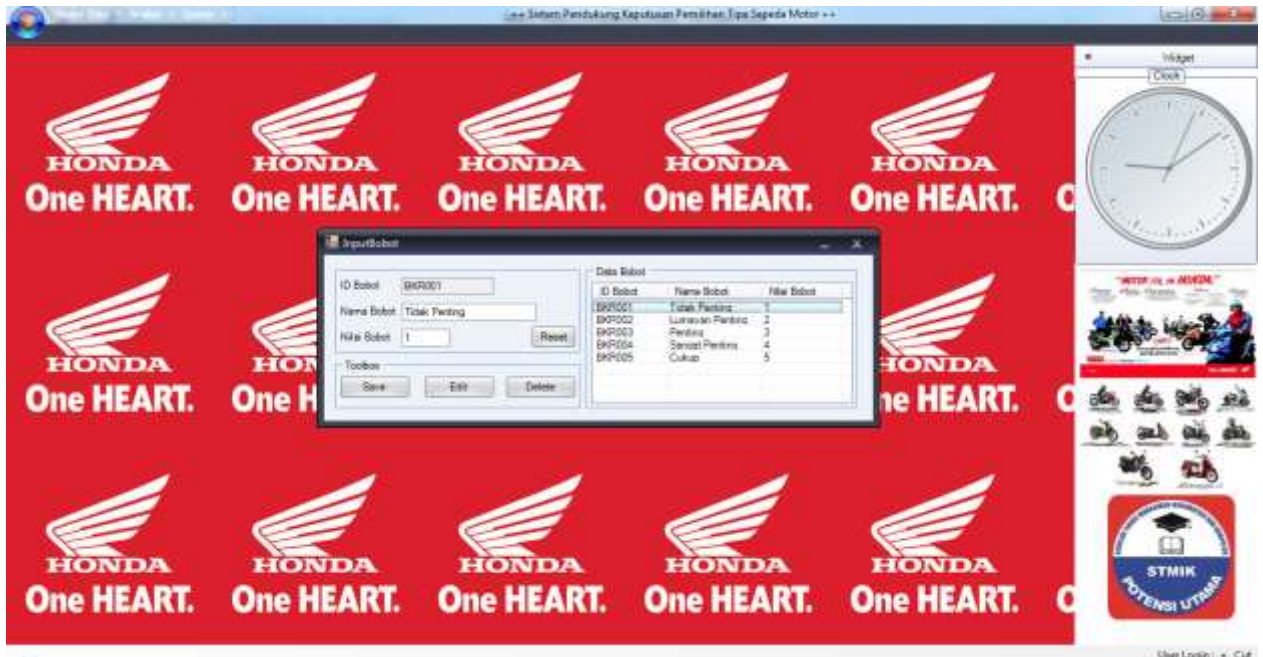 -=+ Sistem Pendukung Keputusan Pemilihan Tipe Sepeda Motor +-+
Widget
Clock
HONDA HONDA HONDA HONDA HONDA
One HEART. One HEART. One HEART. One HEART. One HEART. O
InputBobot
ID Bobot BKR001
Nama Bobot Tidak Penting
Nilai Bobot 1 Reset
Toolbox
Save Edit Delete
Data Bobot
ID Bobot Nama Bobot Nilai Bobot
BKR001 Tidak Penting 1
BKR002 Lumayan Penting 2
BKR003 Penting 3
BKR004 Sangat Penting 4
BKR005 Cukup 5
HONDA HON HONDA
One HEART. One H ne HEART. O
HONDA HONDA HONDA HONDA HONDA
One HEART. One HEART. One HEART. One HEART. One HEART. O
STMIK
POTENSI UTAMA
User Login : Cut